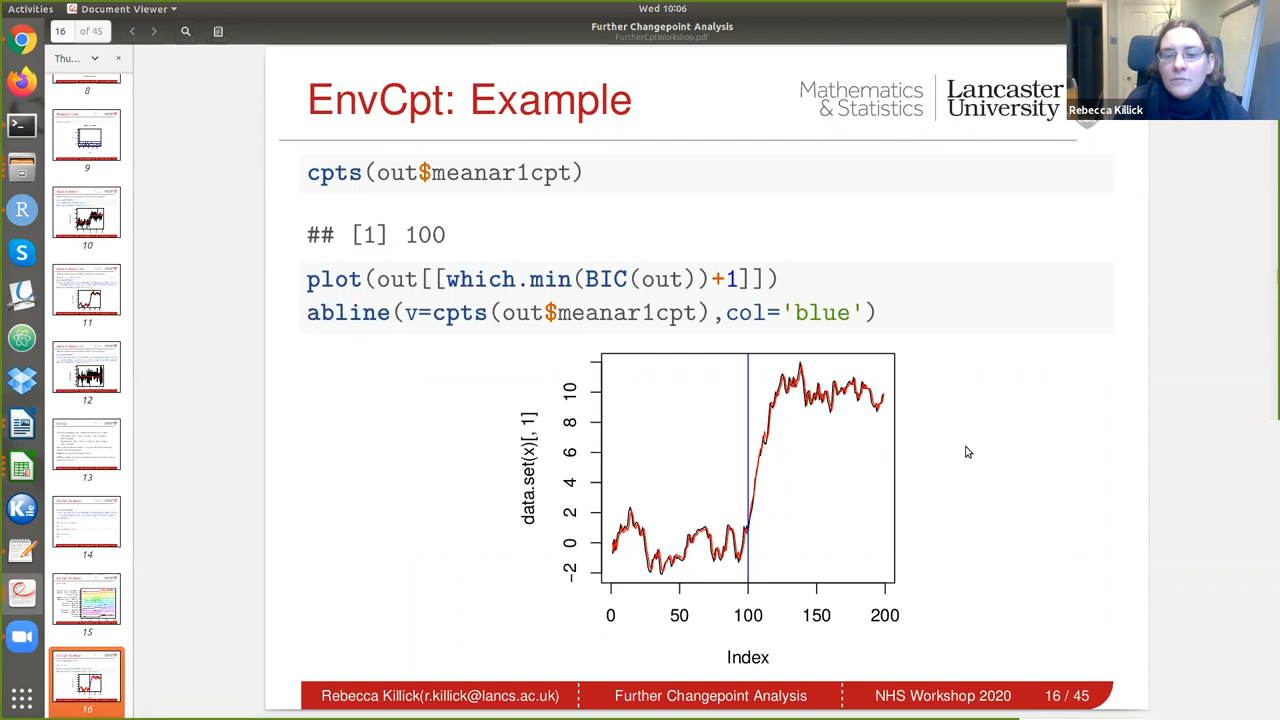 Activities
Document Viewer
Wed 10:06
16
of 45
Further Changepoint Analysis
FurtherCptWorkshop.pdf
Thu...
8
9
10
11
12
13
14
15
16
EnvCpt: Example
Mathematics
& Statistics
Lancaster
University
Rebecca Killick
cpts(out$meanar1cpt)
## [1] 100
plot(out[[which.min(BIC(out))+1]])
abline(v=cpts(out$meanar1cpt),col='blue')
data.set(x)[, 1]
10
8
6
4
2
0
−2
0 50 100 150 200
Index
Rebecca Killick(r.killick@lancs.ac.uk)
Further Changepoint Analysis
NHS Workshop 2020
16 / 45